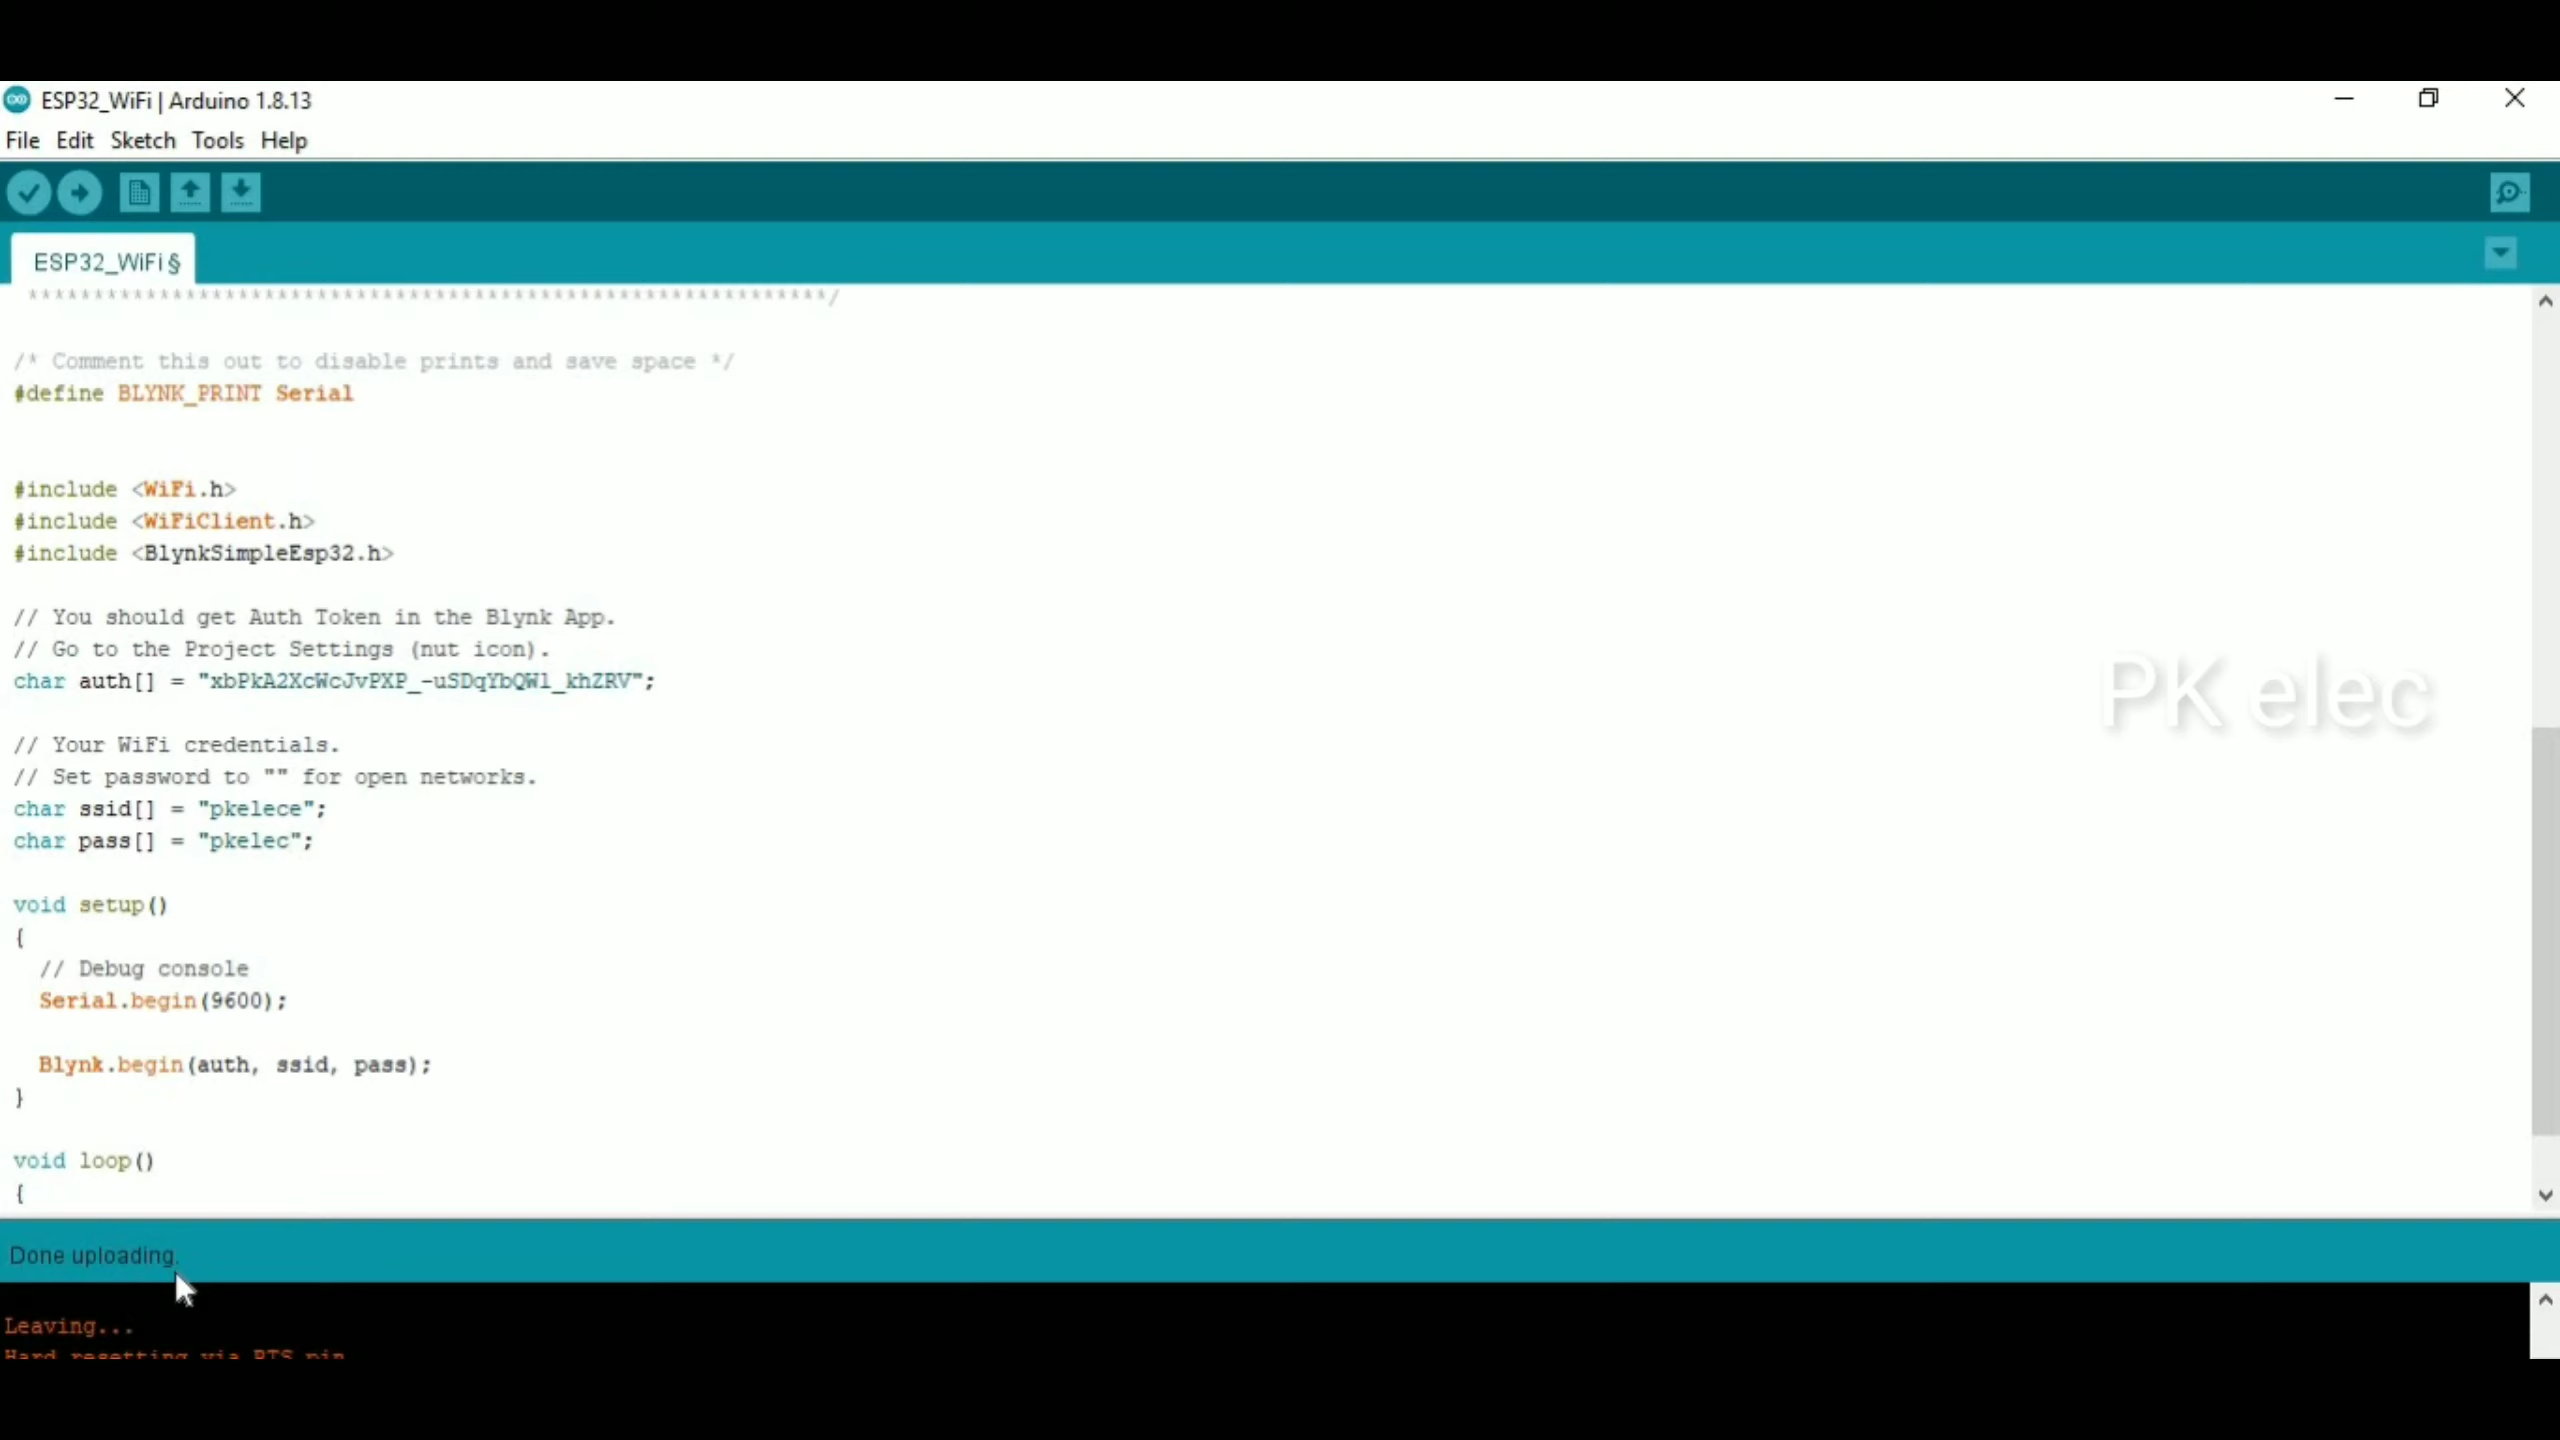 ESP32_WiFi | Arduino 1.8.13
File Edit Sketch Tools Help
ESP32_WiFi §
**************************************************************/
/* Comment this out to disable prints and save space */
#define BLYNK_PRINT Serial
#include <WiFi.h>
#include <WiFiClient.h>
#include <BlynkSimpleEsp32.h>
// You should get Auth Token in the Blynk App.
// Go to the Project Settings (nut icon).
char auth[] = "xbPkA2XcWcJvPXP_-uSDqYbQWl_khZRV";
PK elec
// Your WiFi credentials.
// Set password to "" for open networks.
char ssid[] = "pkelece";
char pass[] = "pkelec";
void setup()
{
// Debug console
Serial.begin(9600);
Blynk.begin(auth, ssid, pass);
}
void loop()
{
Done uploading.
Leaving...
Hard resetting via RTS pin